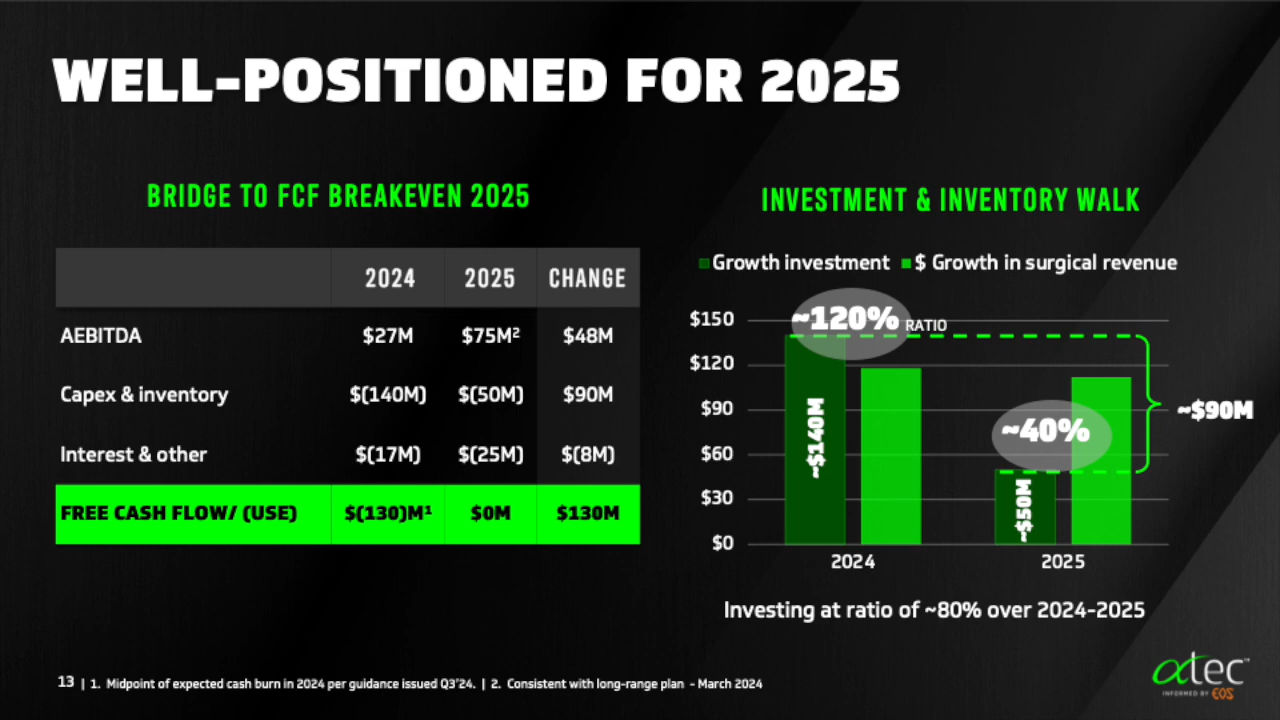 WELL-POSITIONED FOR 2025
BRIDGE TO FCF BREAKEVEN 2025
2024 2025 CHANGE
AEBITDA $27M $75M² $48M
Capex & inventory $(140M) $(50M) $90M
Interest & other $(17M) $(25M) $(8M)
FREE CASH FLOW/ (USE) $(130)M¹ $0M $130M
INVESTMENT & INVENTORY WALK
Growth investment $ Growth in surgical revenue
$150
$120
$90
$60
$30
$0
~120% RATIO
~$140M
~40%
~$50M
~$90M
2024 2025
Investing at ratio of ~80% over 2024-2025
13 | 1. Midpoint of expected cash burn in 2024 per guidance issued Q3'24. | 2. Consistent with long-range plan - March 2024
atec™
INFORMED BY EOS